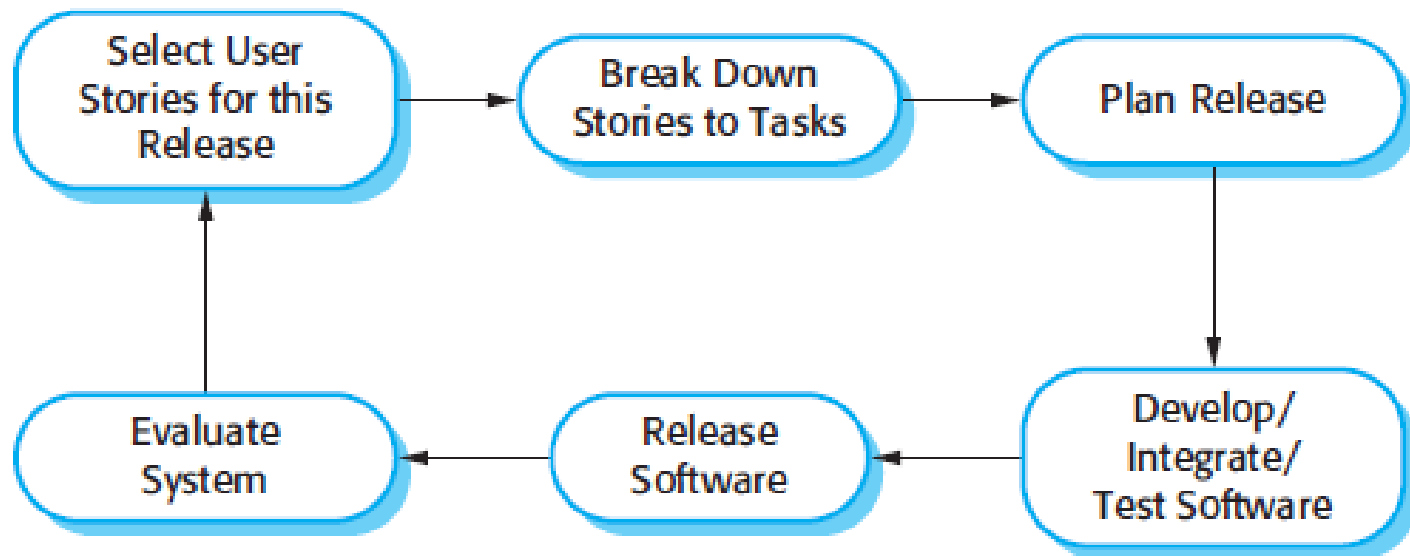 Select User
Stories for this
Release
Break Down
Stories to Tasks
Plan Release
Evaluate
System
Release
Software
Develop/
Integrate/
Test Software